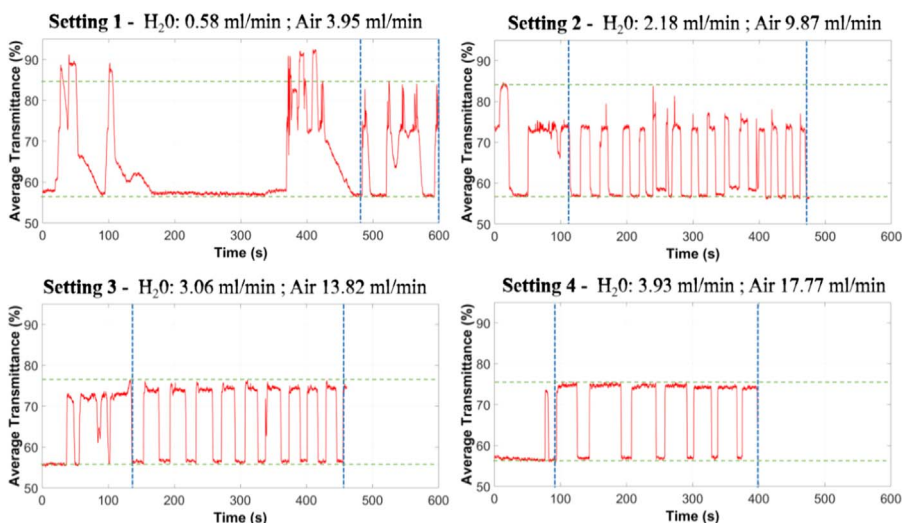 Setting 1 - H₂0: 0.58 ml/min ; Air 3.95 ml/min
Average Transmittance (%)
90
80
70
60
50
0 100 200 300 400 500 600
Time (s)
Setting 2 - H₂0: 2.18 ml/min ; Air 9.87 ml/min
Average Transmittance (%)
90
80
70
60
50
0 100 200 300 400 500 600
Time (s)
Setting 3 - H₂0: 3.06 ml/min ; Air 13.82 ml/min
Average Transmittance (%)
90
80
70
60
50
0 100 200 300 400 500 600
Time (s)
Setting 4 - H₂0: 3.93 ml/min ; Air 17.77 ml/min
Average Transmittance (%)
90
80
70
60
50
0 100 200 300 400 500 600
Time (s)